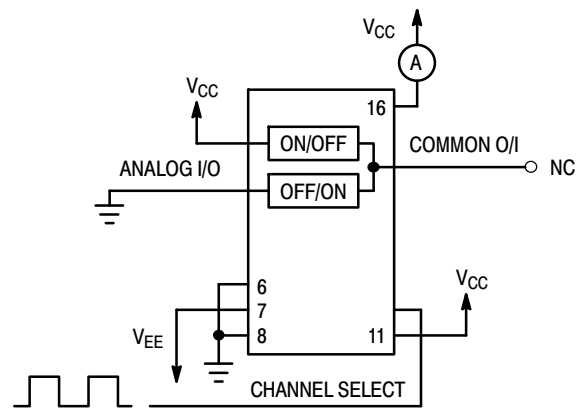 VCC
A
VCC
16
ON/OFF
COMMON O/I
NC
ANALOG I/O
OFF/ON
6
VCC
7
VEE
8
11
CHANNEL SELECT